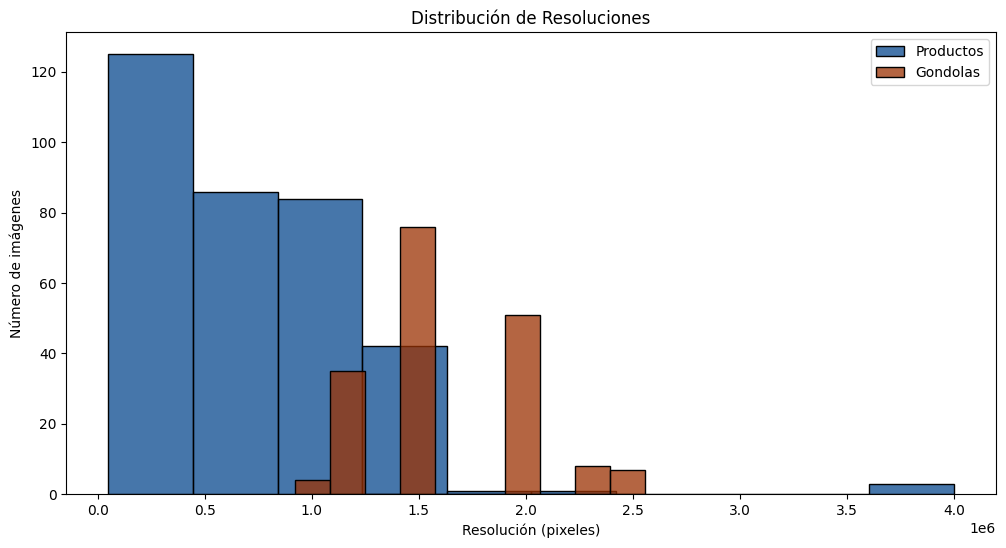 Distribución de Resoluciones
Productos
Gondolas
Número de imágenes
120
100
80
60
40
20
0
0.0 0.5 1.0 1.5 2.0 2.5 3.0 3.5 4.0
1e6
Resolución (pixeles)